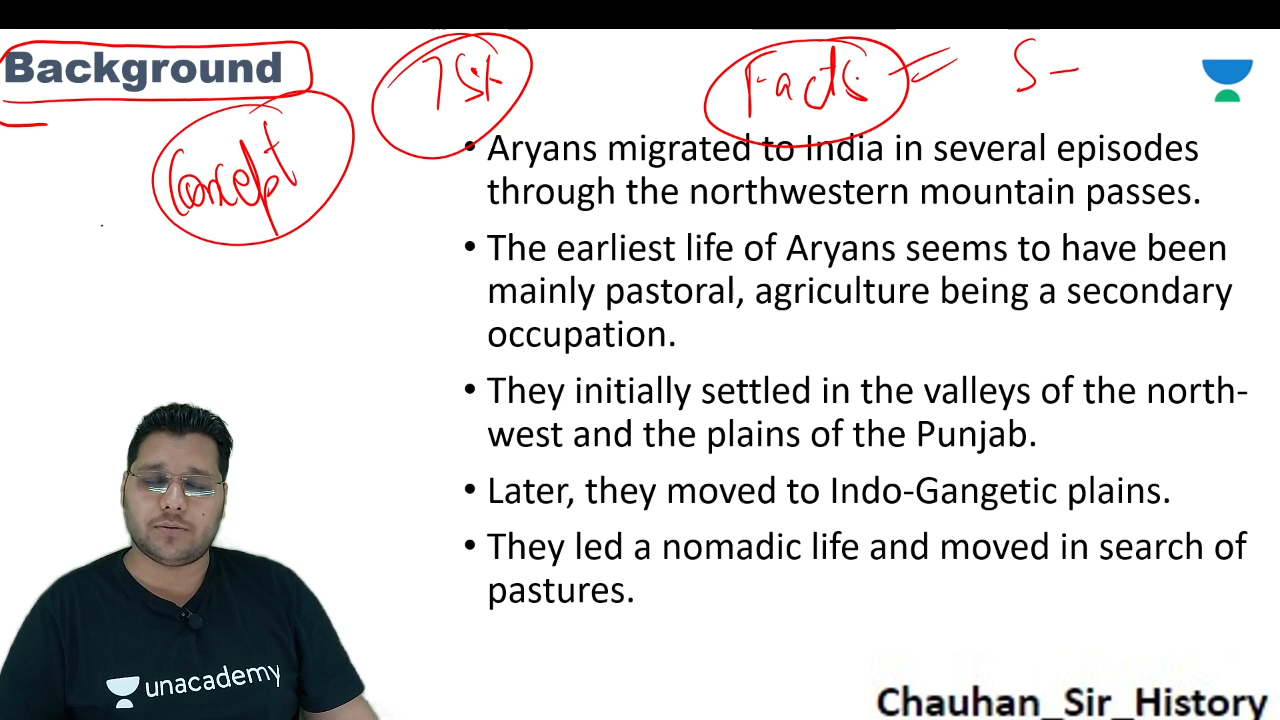 Background
Concept
Facts = S-
• Aryans migrated to India in several episodes
through the northwestern mountain passes.
• The earliest life of Aryans seems to have been
mainly pastoral, agriculture being a secondary
occupation.
• They initially settled in the valleys of the north-
west and the plains of the Punjab.
• Later, they moved to Indo-Gangetic plains.
• They led a nomadic life and moved in search of
pastures.
unacademy
Chauhan_Sir_History